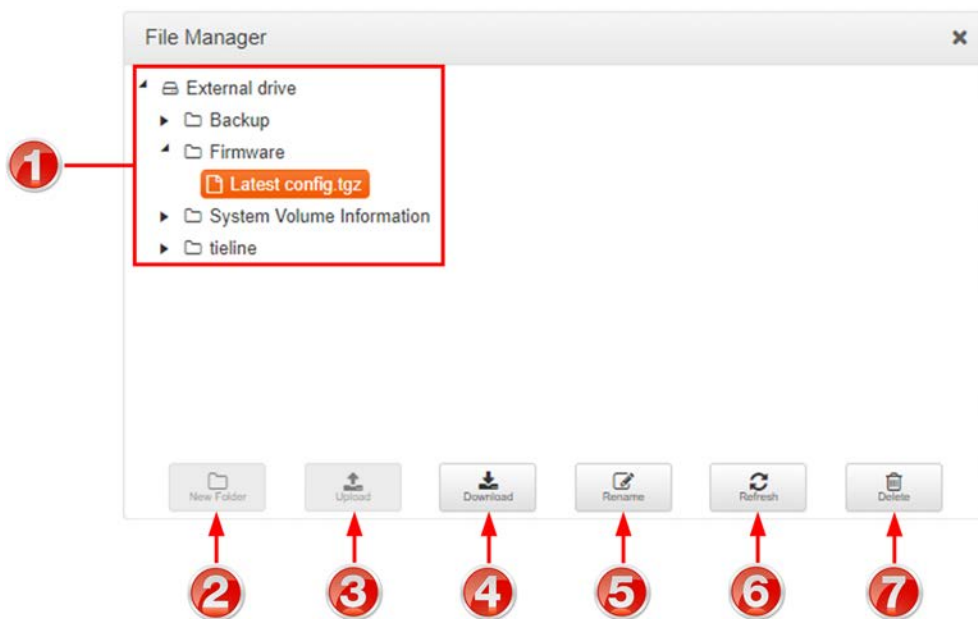 File Manager
External drive
Backup
Firmware
Latest config.tgz
System Volume Information
tieline
1
New Folder
Upload
Download
Rename
Refresh
Delete
2
3
4
5
6
7